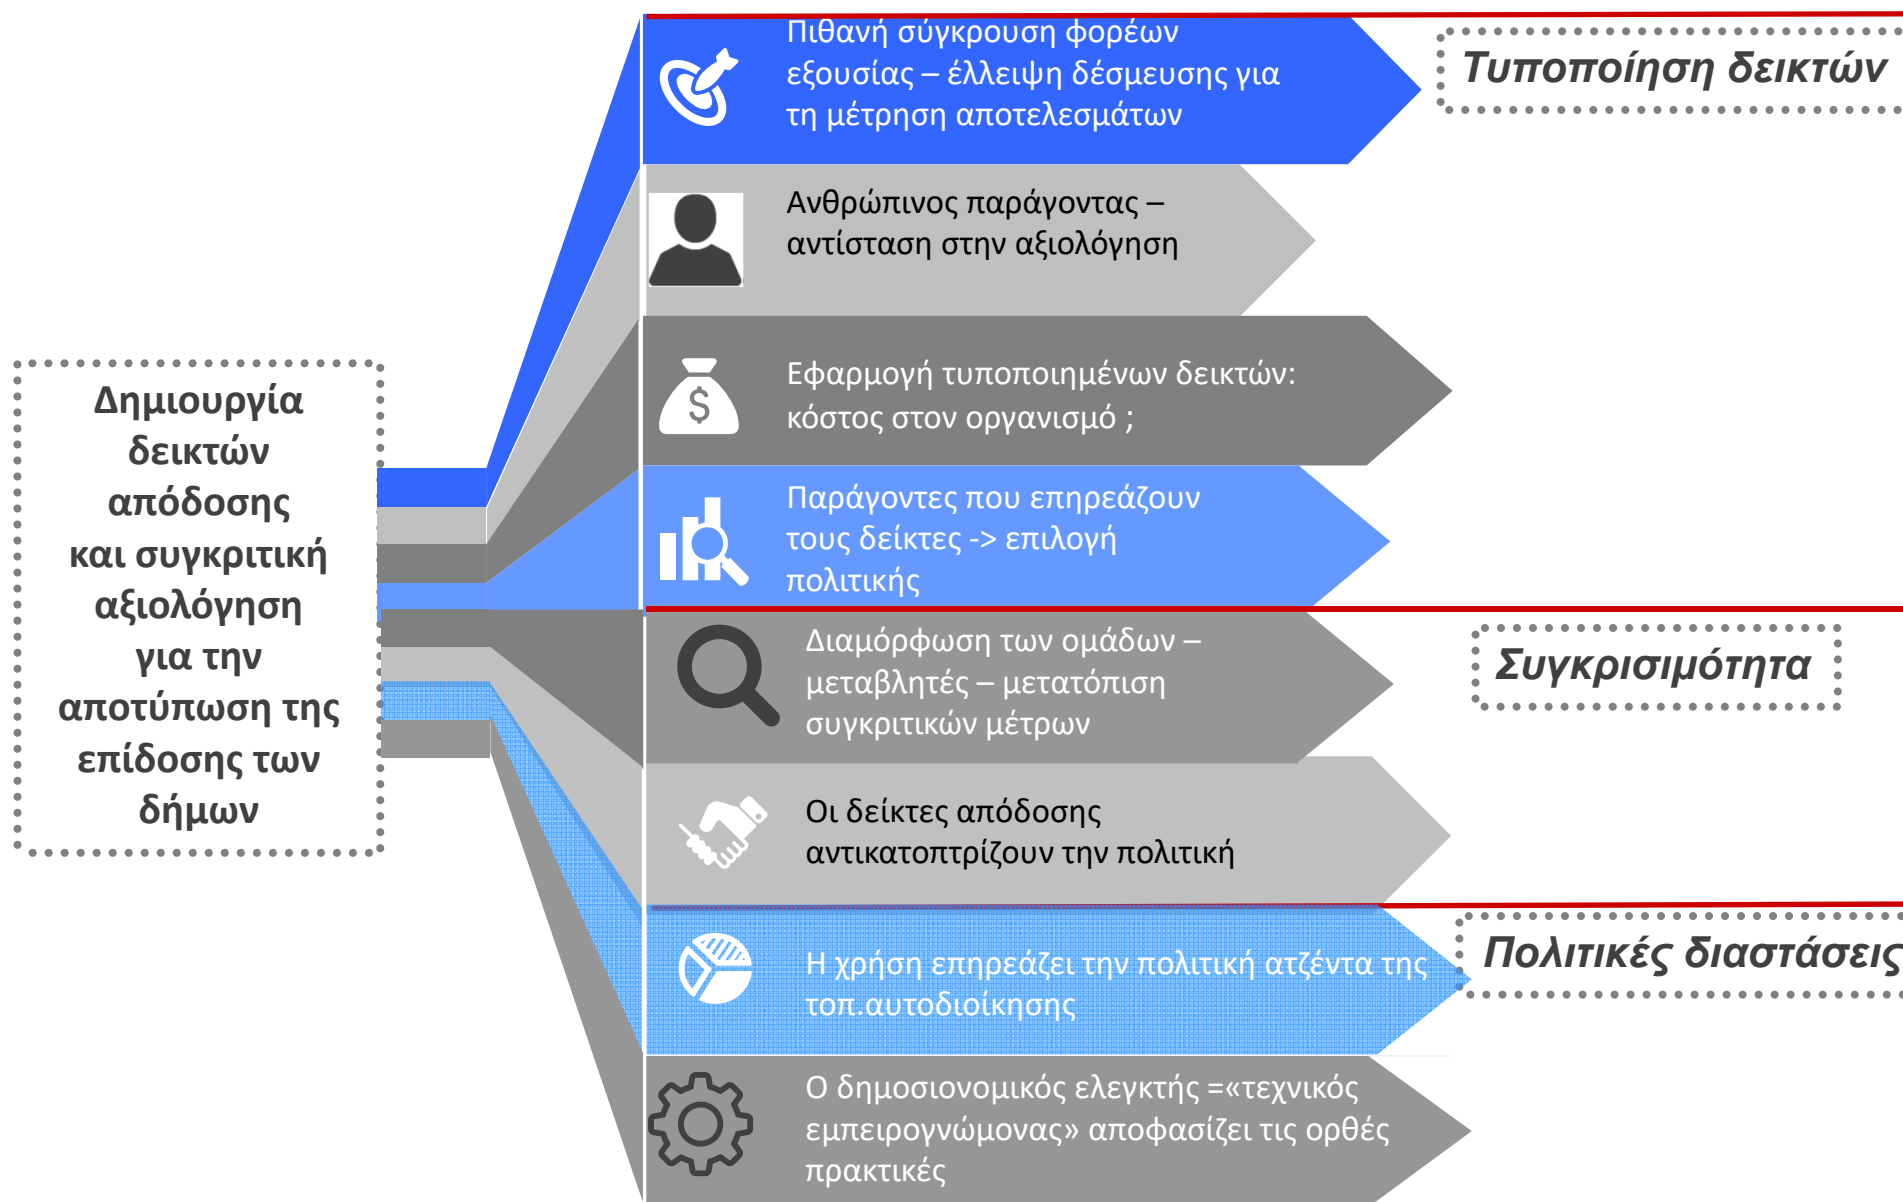 Δημιουργία
δεικτών
απόδοσης
και συγκριτική
αξιολόγηση
για την
αποτύπωση της
επίδοσης των
δήμων
Πιθανή σύγκρουση φορέων
εξουσίας – έλλειψη δέσμευσης για
τη μέτρηση αποτελεσμάτων
Ανθρώπινος παράγοντας –
αντίσταση στην αξιολόγηση
$
Εφαρμογή τυποποιημένων δεικτών:
κόστος στον οργανισμό ;
Παράγοντες που επηρεάζουν
τους δείκτες -> επιλογή
πολιτικής
Τυποποίηση δεικτών
Διαμόρφωση των ομάδων –
μεταβλητές – μετατόπιση
συγκριτικών μέτρων
Οι δείκτες απόδοσης
αντικατοπτρίζουν την πολιτική
Συγκρισιμότητα
Η χρήση επηρεάζει την πολιτική ατζέντα της
τοπ.αυτοδιοίκησης
Ο δημοσιονομικός ελεγκτής =«τεχνικός
εμπειρογνώμονας» αποφασίζει τις ορθές
πρακτικές
Πολιτικές διαστάσεις